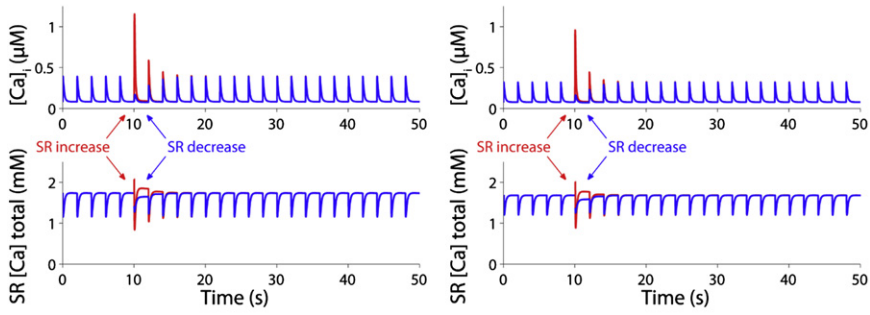 [Ca]i (μM)
1
0.5
0
0 10 20 30 40 50
SR increase SR decrease
SR [Ca] total (mM)
2
1
0
0 10 20 30 40 50
Time (s)
[Ca]i (μM)
1
0.5
0
0 10 20 30 40 50
SR increase SR decrease
SR [Ca] total (mM)
2
1
0
0 10 20 30 40 50
Time (s)